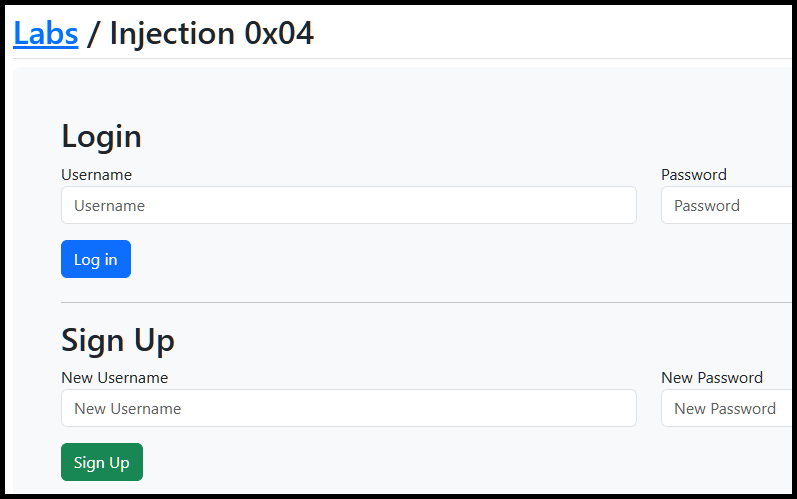 Labs / Injection 0x04
Login
Username Password
Username Password
Log in
Sign Up
New Username New Password
New Username New Password
Sign Up